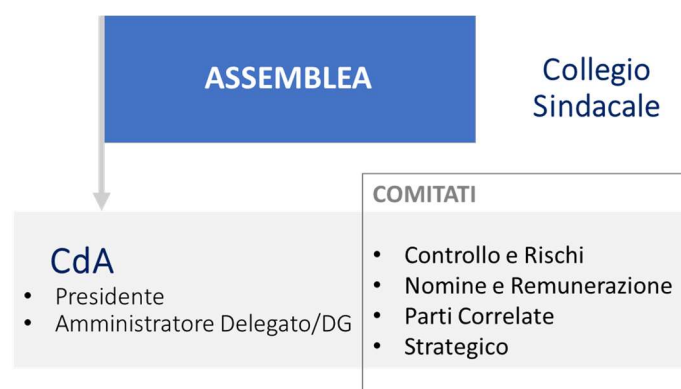 ASSEMBLEA
Collegio
Sindacale
CdA
• Presidente
• Amministratore Delegato/DG
COMITATI
• Controllo e Rischi
• Nomine e Remunerazione
• Parti Correlate
• Strategico